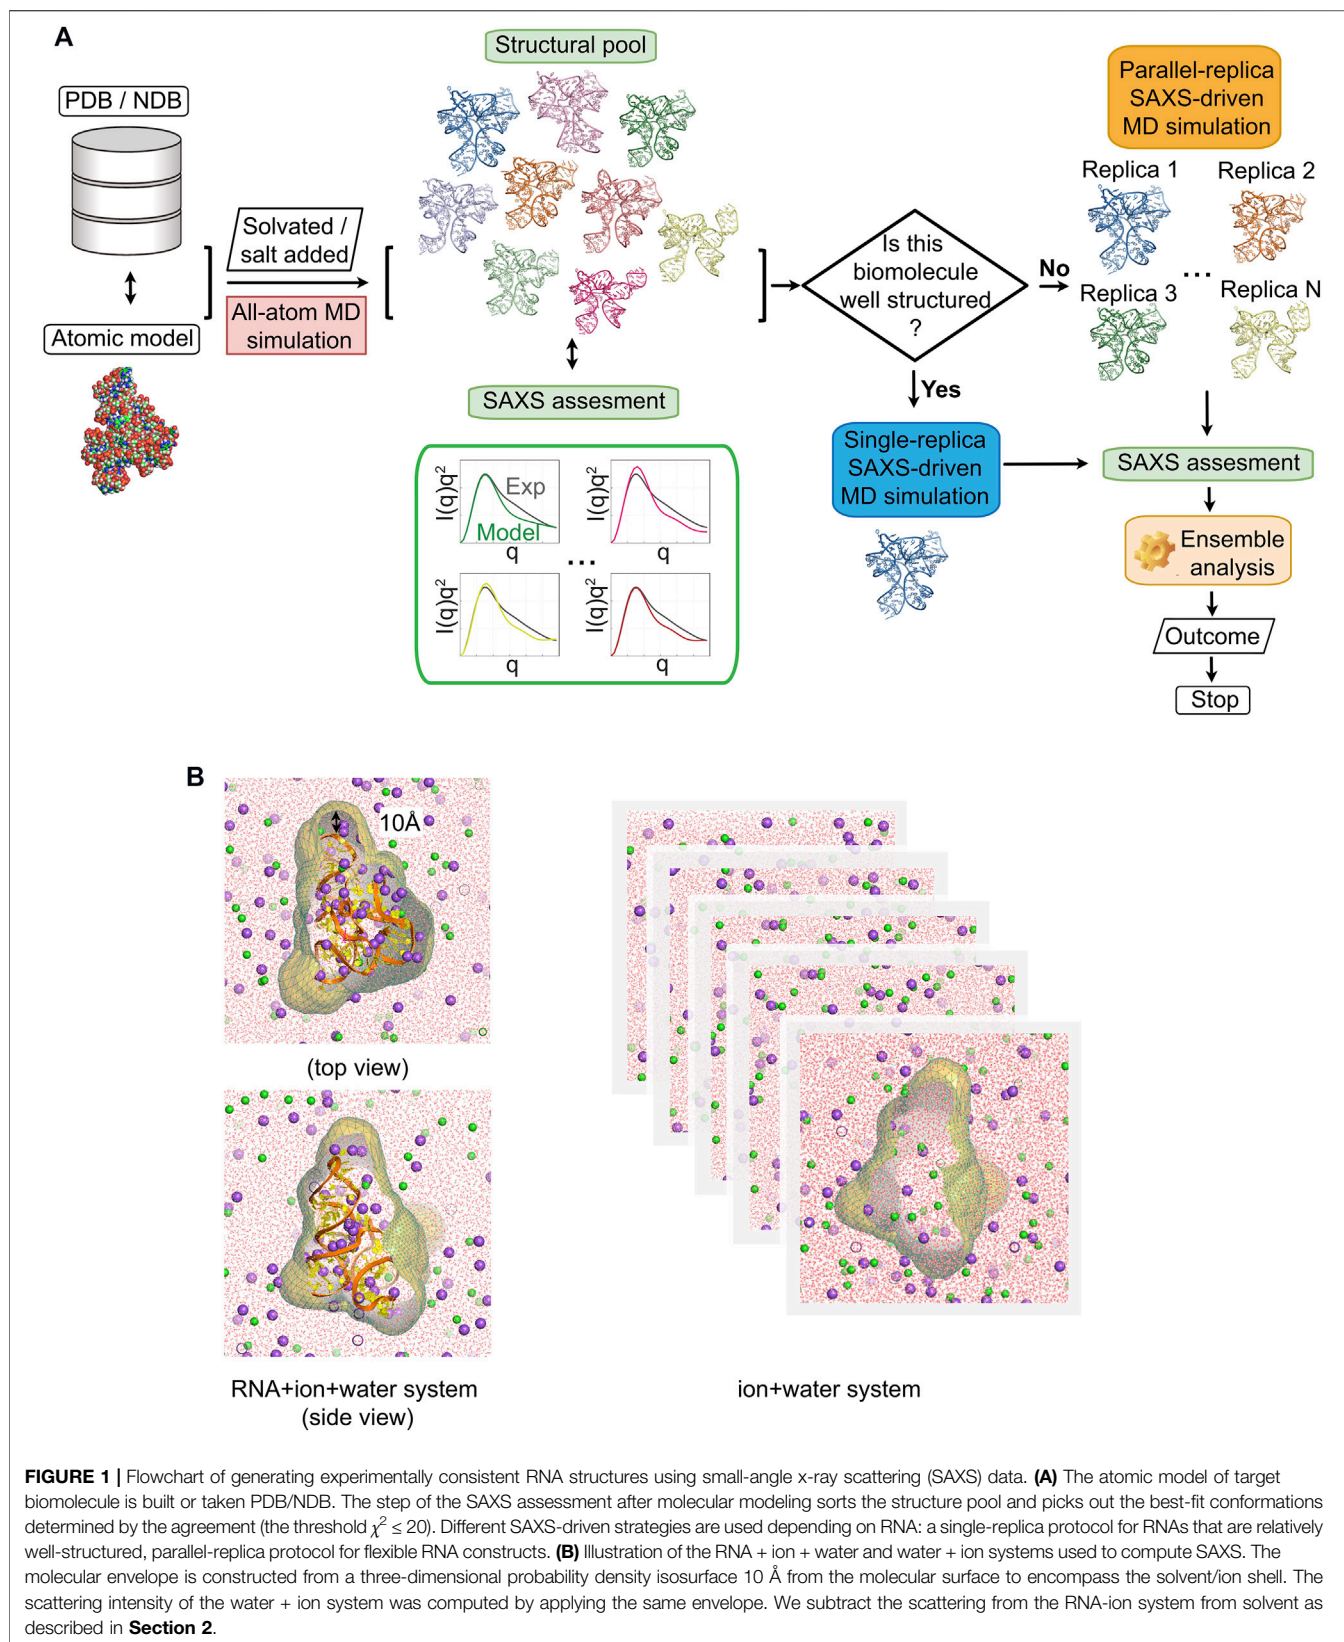 A
PDB / NDB
Atomic model
Solvated /
salt added
All-atom MD
simulation
Structural pool
SAXS assesment
I(q)q²
Exp
Model
q
I(q)q²
q
...
I(q)q²
q
I(q)q²
q
Is this
biomolecule
well structured
?
No
Yes
Single-replica
SAXS-driven
MD simulation
Parallel-replica
SAXS-driven
MD simulation
Replica 1
Replica 2
...
Replica 3
Replica N
SAXS assesment
Ensemble
analysis
Outcome
Stop
B
10Å
(top view)
RNA+ion+water system
(side view)
ion+water system
FIGURE 1 | Flowchart of generating experimentally consistent RNA structures using small-angle x-ray scattering (SAXS) data. (A) The atomic model of target
biomolecule is built or taken PDB/NDB. The step of the SAXS assessment after molecular modeling sorts the structure pool and picks out the best-fit conformations
determined by the agreement (the threshold χ² ≤ 20). Different SAXS-driven strategies are used depending on RNA: a single-replica protocol for RNAs that are relatively
well-structured, parallel-replica protocol for flexible RNA constructs. (B) Illustration of the RNA + ion + water and water + ion systems used to compute SAXS. The
molecular envelope is constructed from a three-dimensional probability density isosurface 10 Å from the molecular surface to encompass the solvent/ion shell. The
scattering intensity of the water + ion system was computed by applying the same envelope. We subtract the scattering from the RNA-ion system from solvent as
described in Section 2.